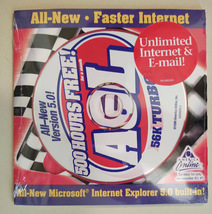 All-New • Faster Internet
Unlimited
Internet &
E-mail!
All-New
Version 5.0!
500 HOURS FREE!
AOL
56K TURBO
All-New Microsoft® Internet Explorer 5.0 built-in!